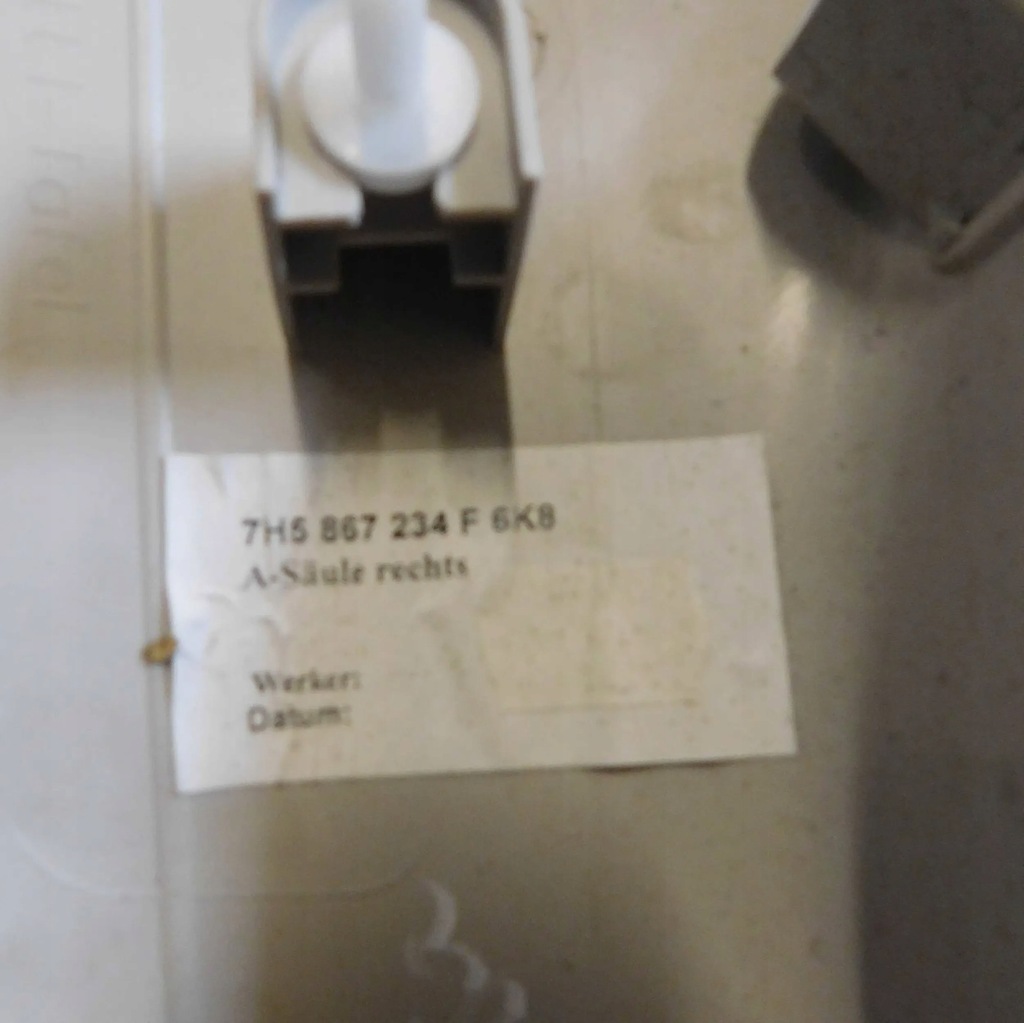 7H5 867 234 F 6K8
A-Säule rechts
Werker:
Datum: